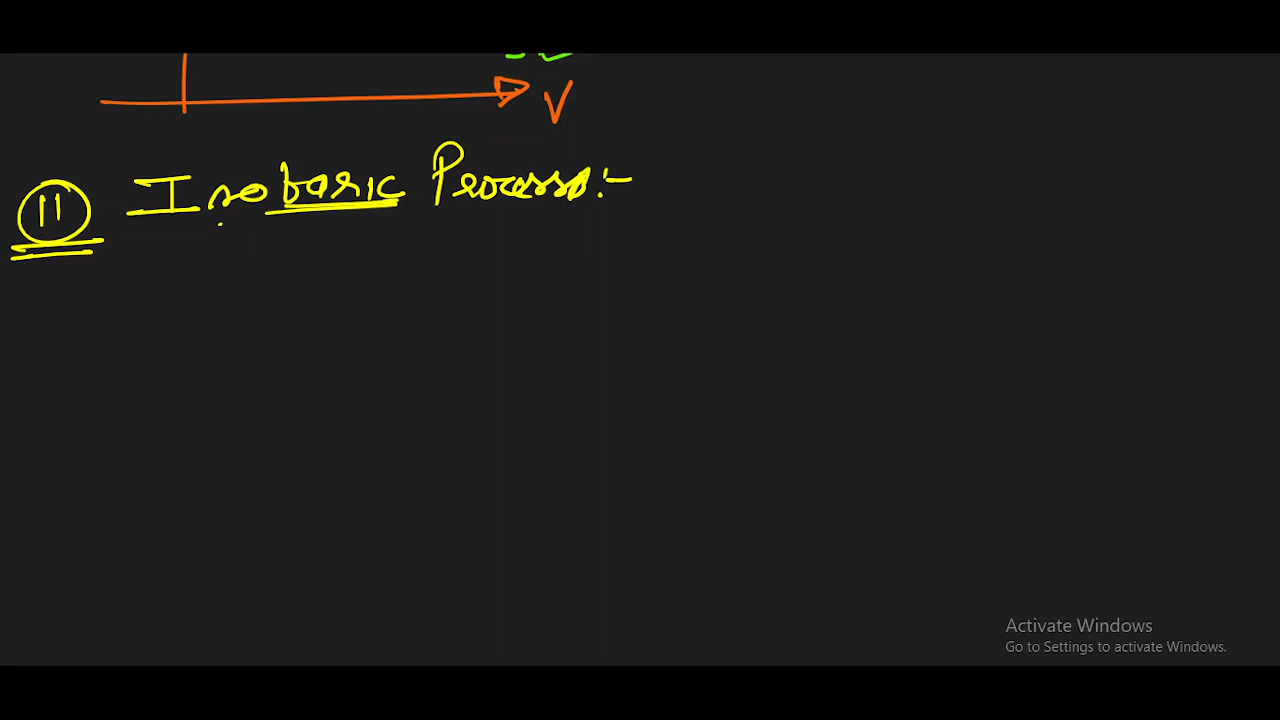 V
11 Isobaric Process:-
Activate Windows
Go to Settings to activate Windows.